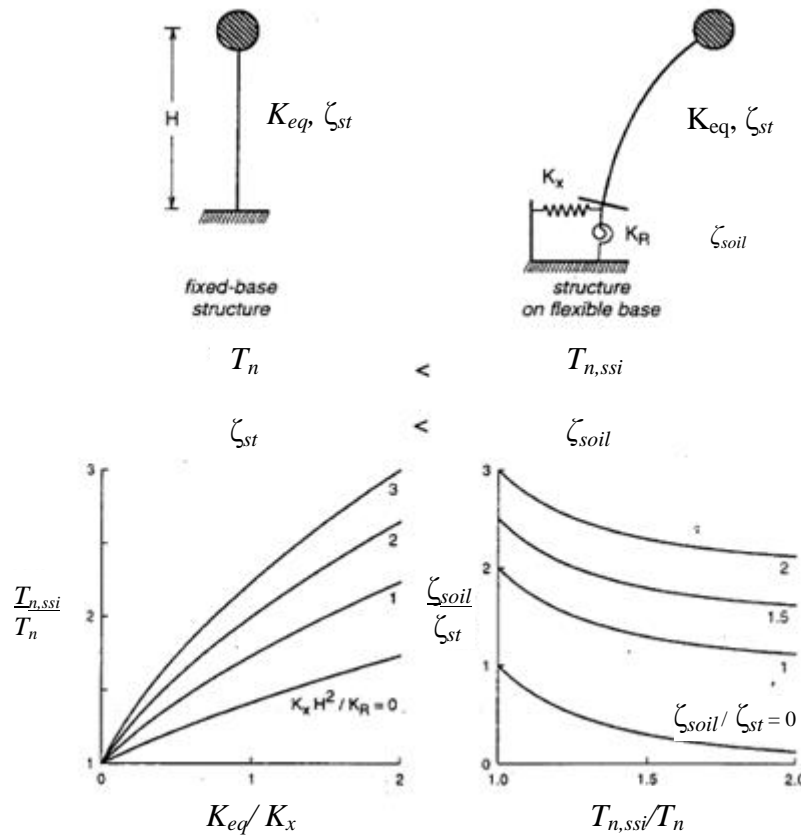 H
K_eq, ζ_st
K_eq, ζ_st
K_x
K_R
ζ_soil
fixed-base
structure
structure
on flexible base
T_n < T_n,ssi
ζ_st < ζ_soil
3
2
1
T_n,ssi
T_n
3
2
1
K_x H² / K_R = 0
0 1 2
K_eq/ K_x
3
2
1
0
ζ_soil
ζ_st
2
1.5
1
ζ_soil / ζ_st = 0
1.0 1.5 2.0
T_n,ssi/T_n